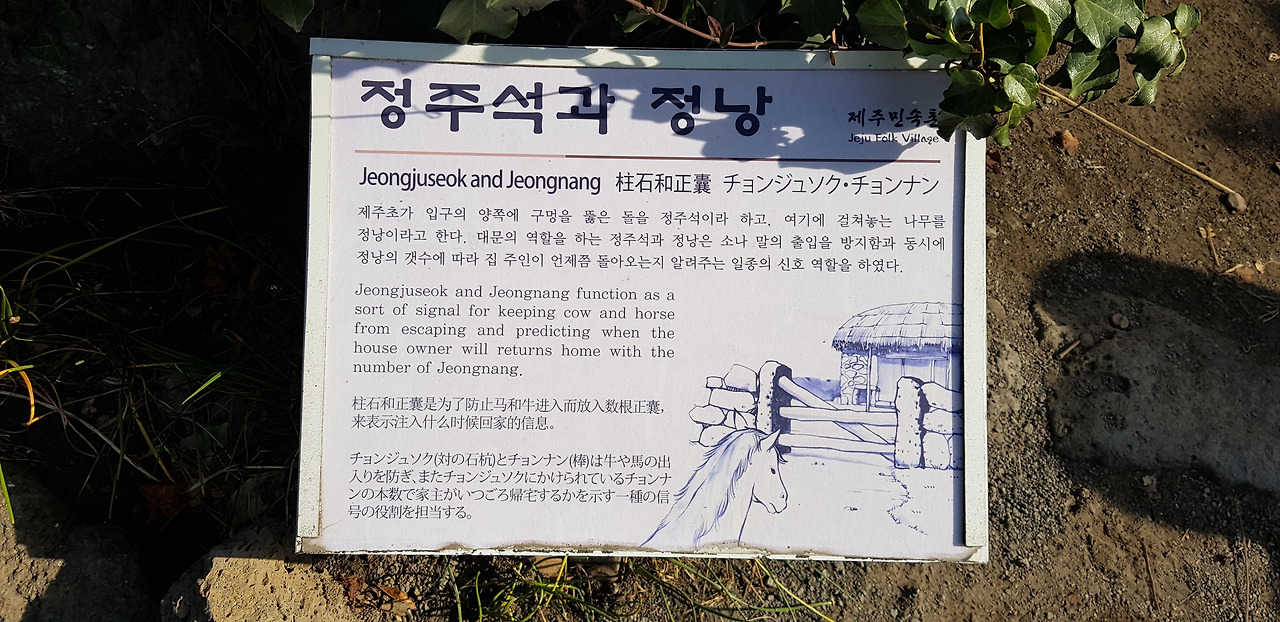 정주석과 정낭
제주민속촌
Jeju Folk Village
Jeongjuseok and Jeongnang 柱石和正囊 チョンジュソク・チョンナン
제주초가 입구의 양쪽에 구멍을 뚫은 돌을 정주석이라 하고, 여기에 걸쳐놓는 나무를
정낭이라고 한다. 대문의 역할을 하는 정주석과 정낭은 소나 말의 출입을 방지함과 동시에
정낭의 갯수에 따라 집 주인이 언제쯤 돌아오는지 알려주는 일종의 신호 역할을 하였다.
Jeongjuseok and Jeongnang function as a
sort of signal for keeping cow and horse
from escaping and predicting when the
house owner will returns home with the
number of Jeongnang.
柱石和正囊是为了防止马和牛进入而放入数根正囊，
来表示注入什么时候回家的信息。
チョンジュソク(対の石杭)とチョンナン(棒)は牛や馬の出
入りを防ぎ、またチョンジュソクにかけられているチョンナ
ンの本数で家主がいつごろ帰宅するかを示す一種の信
号の役割を担当する。